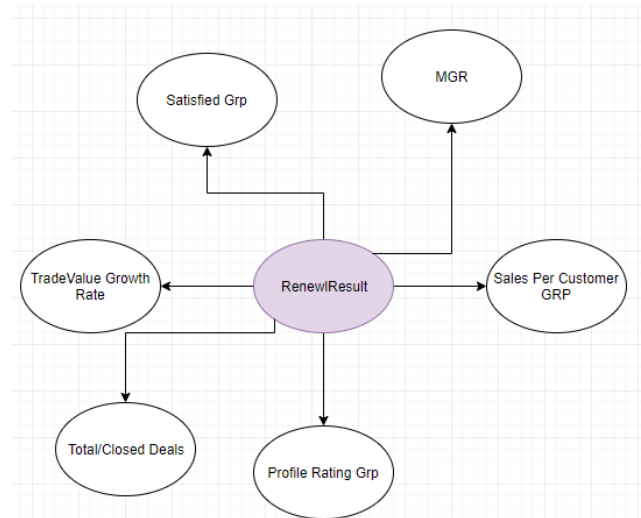 MGR
Satisfied Grp
TradeValue Growth
Rate
RenewlResult
Sales Per Customer
GRP
Total/Closed Deals
Profile Rating Grp